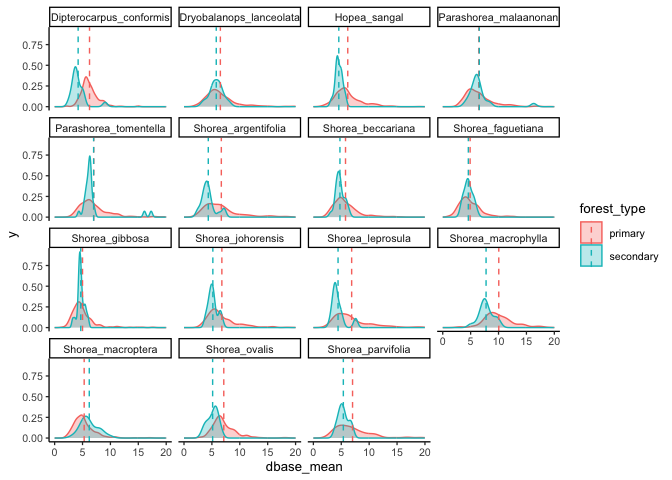 Dipterocarpus_conformis Dryobalanops_lanceolata Hopea_sangal Parashorea_malaanonan
0.75
0.50
0.25
0.00
Parashorea_tomentella Shorea_argentifolia Shorea_beccariana Shorea_faguetiana
0.75
0.50
0.25
0.00
Shorea_gibbosa Shorea_johorensis Shorea_leprosula Shorea_macrophylla
0.75
0.50
0.25
0.00
0 5 10 15 20
Shorea_macroptera Shorea_ovalis Shorea_parvifolia
0.75
0.50
0.25
0.00
0 5 10 15 20 0 5 10 15 20 0 5 10 15 20
dbase_mean
y
forest_type
primary
secondary